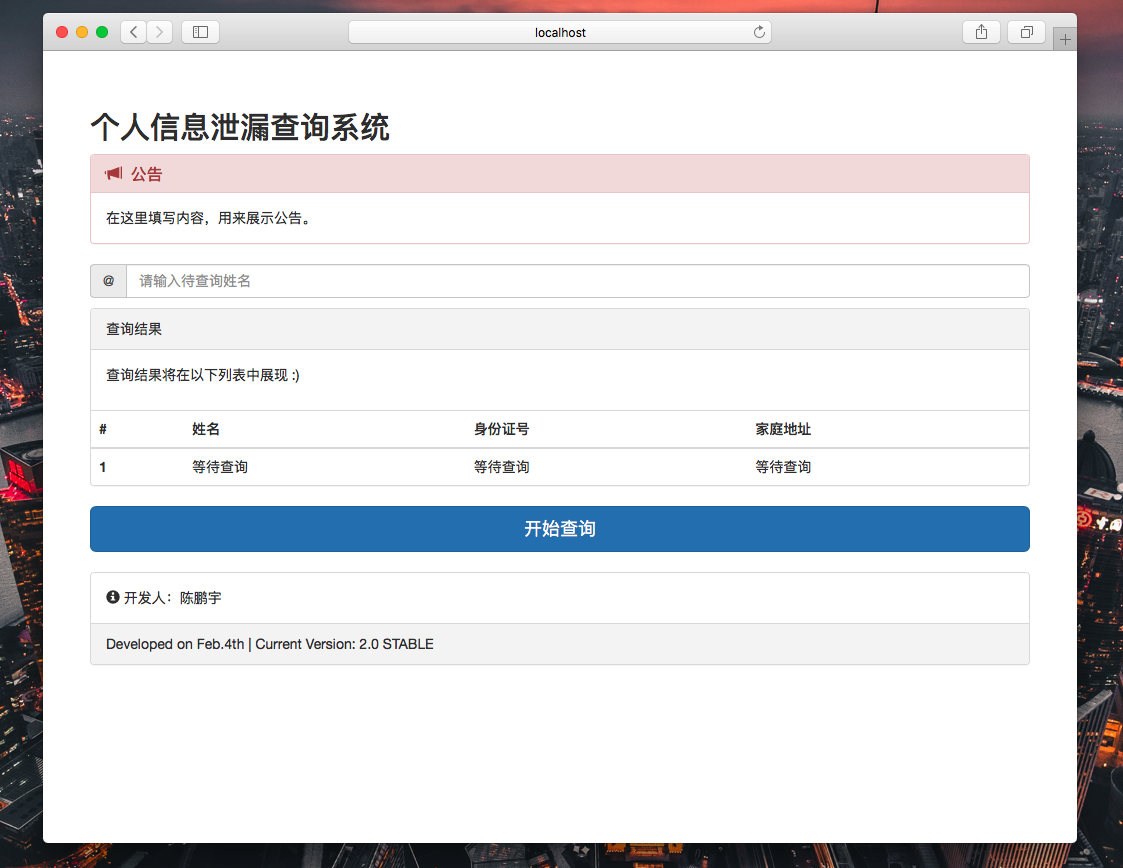 localhost
个人信息泄漏查询系统
公告
在这里填写内容，用来展示公告。
@ 请输入待查询姓名
查询结果
查询结果将在以下列表中展现 :)
# 姓名 身份证号 家庭地址
1 等待查询 等待查询 等待查询
开始查询
开发人：陈鹏宇
Developed on Feb.4th | Current Version: 2.0 STABLE